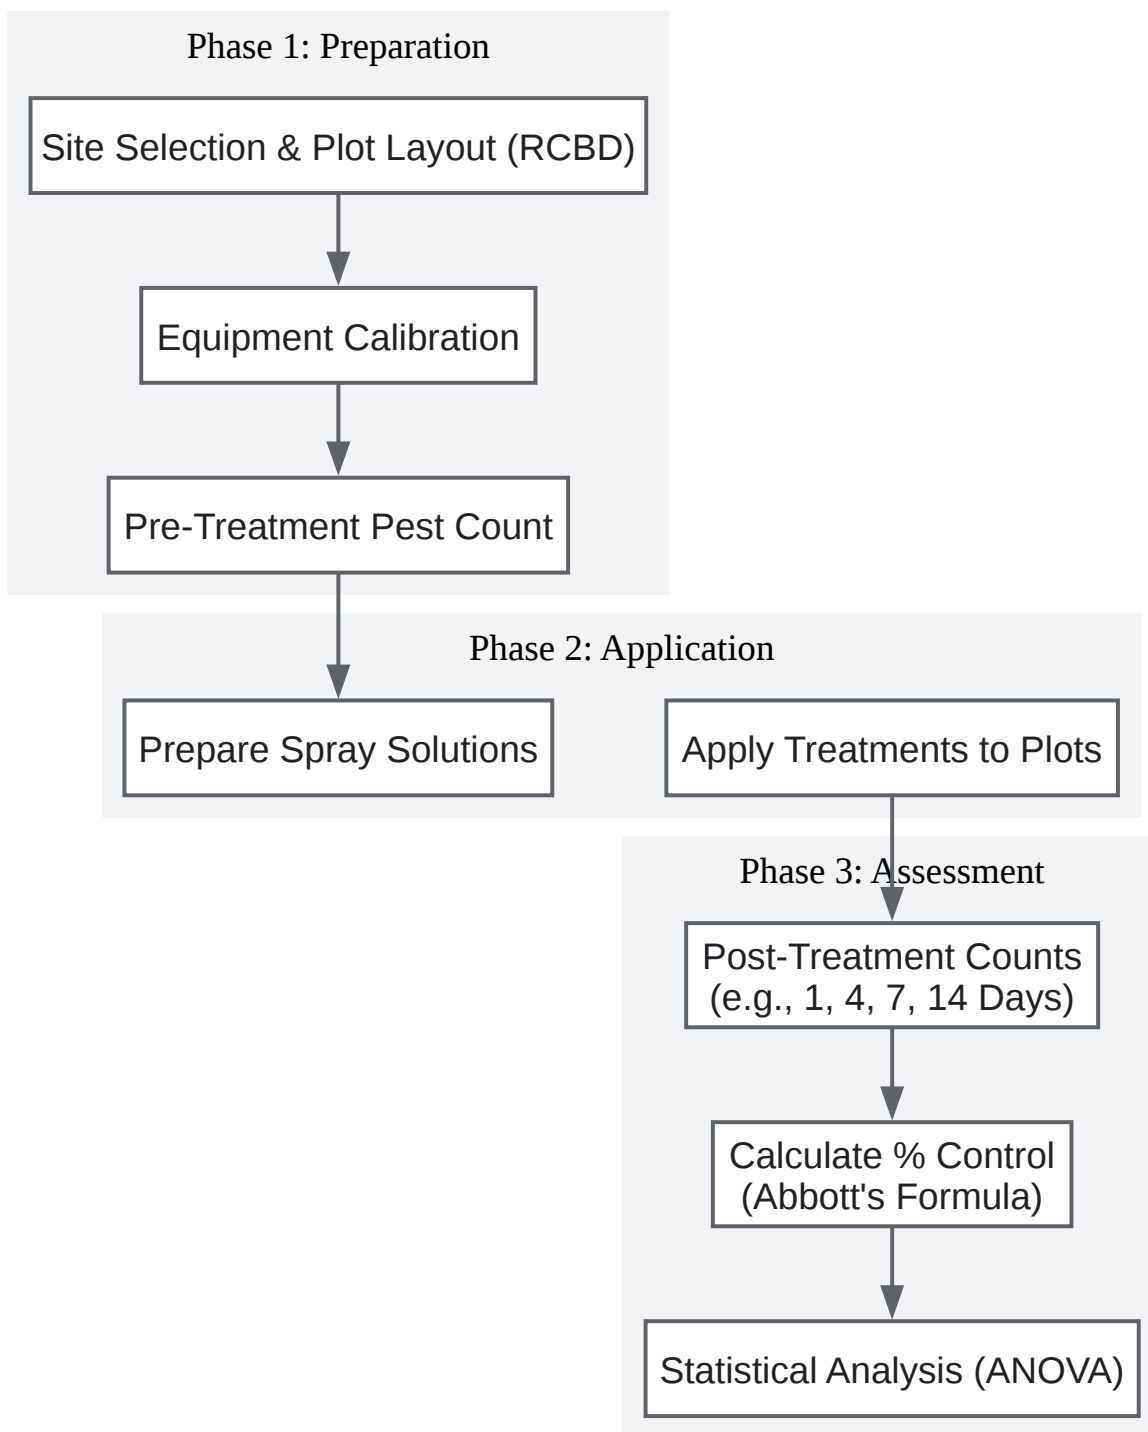 Phase 1: Preparation
Site Selection & Plot Layout (RCBD)
Equipment Calibration
Pre-Treatment Pest Count
Phase 2: Application
Prepare Spray Solutions
Apply Treatments to Plots
Phase 3: Assessment
Post-Treatment Counts
(e.g., 1, 4, 7, 14 Days)
Calculate % Control
(Abbott's Formula)
Statistical Analysis (ANOVA)